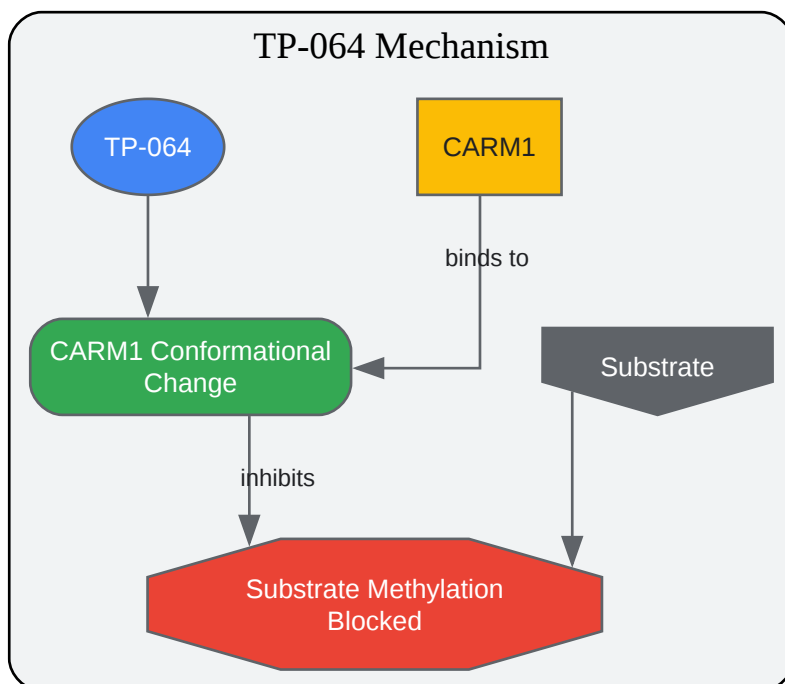 TP-064 Mechanism
TP-064
CARM1
binds to
CARM1 Conformational
Change
Substrate
inhibits
Substrate Methylation
Blocked